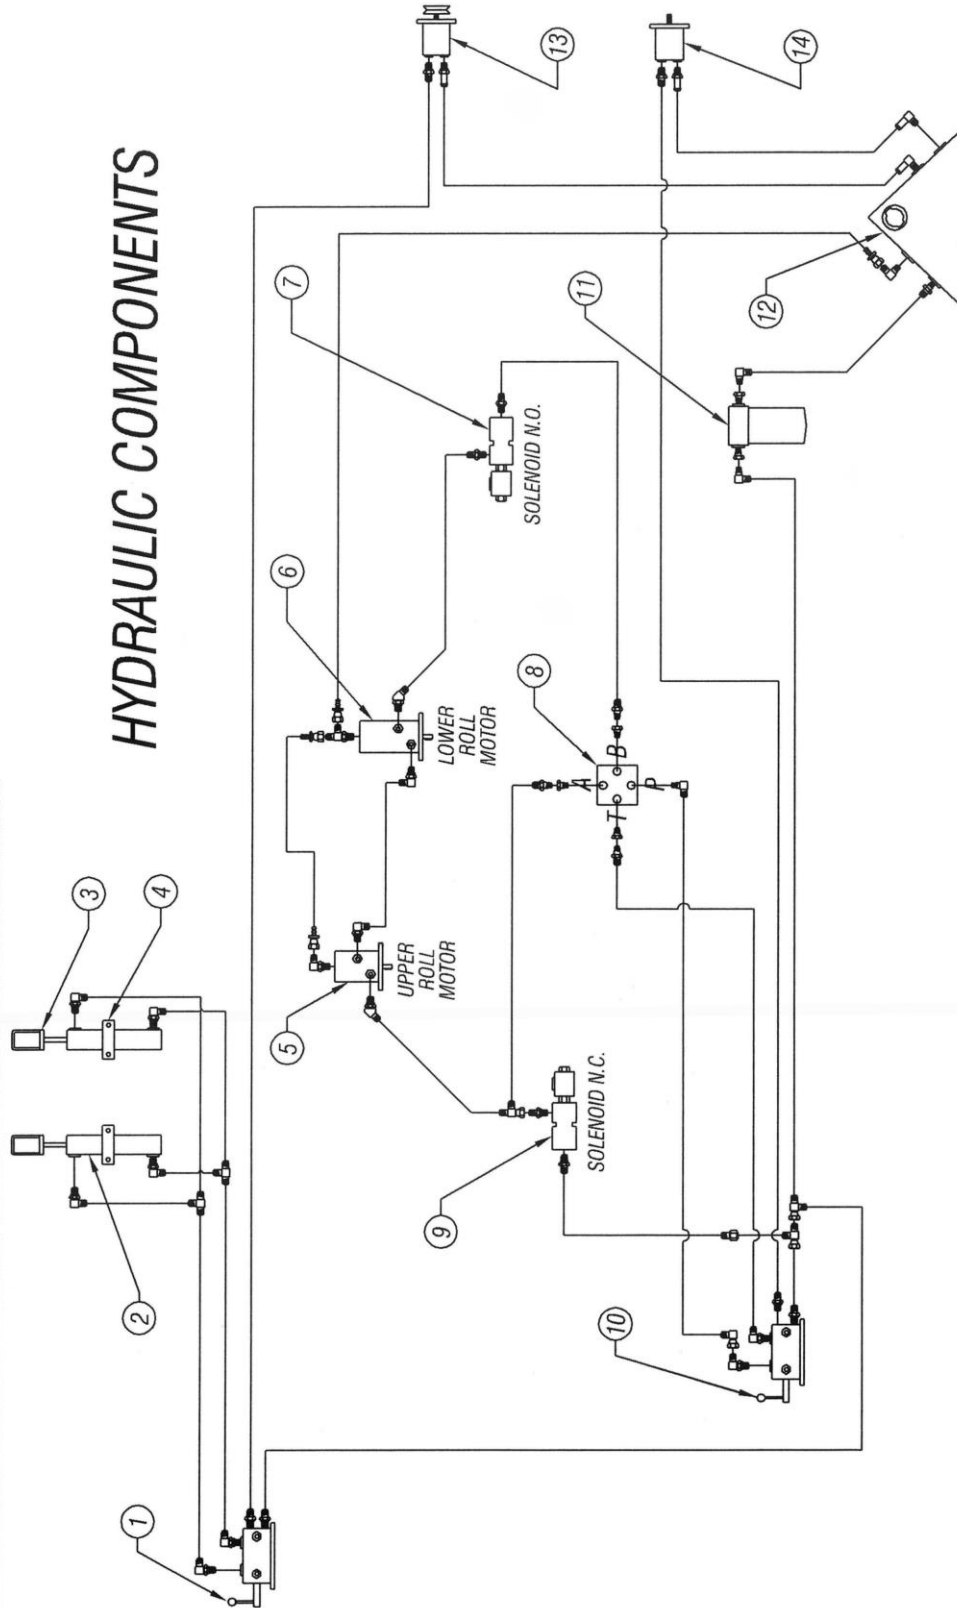 HYDRAULIC COMPONENTS
1
2
3
4
5
UPPER
ROLL
MOTOR
6
LOWER
ROLL
MOTOR
7
SOLENOID N.O.
8
A
B
T
P
9
SOLENOID N.C.
10
11
12
13
14